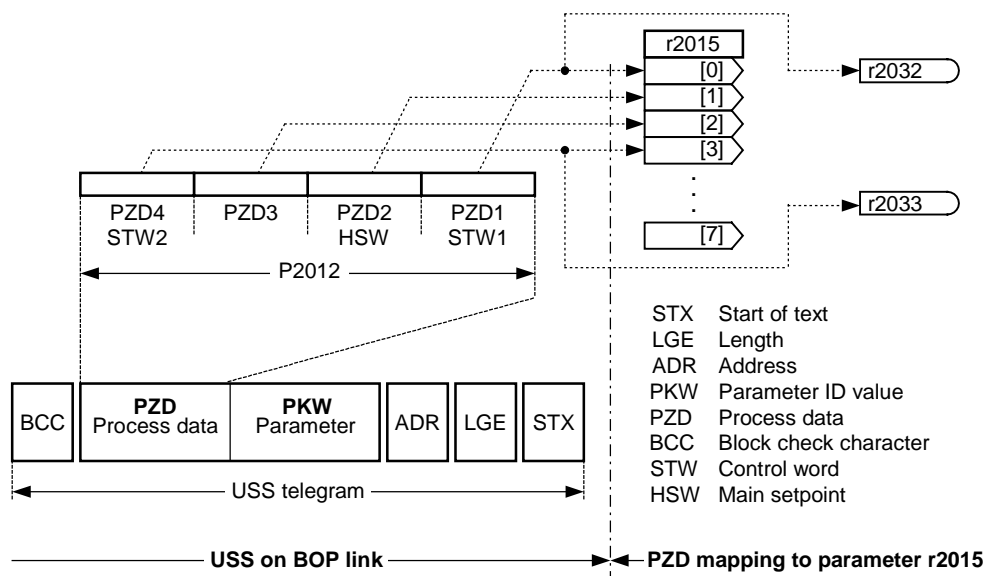 r2015
[0]
[1]
[2]
[3]
[7]
r2032
r2033
PZD4 PZD3 PZD2 PZD1
STW2 HSW STW1
P2012
STX Start of text
LGE Length
ADR Address
PKW Parameter ID value
PZD Process data
BCC Block check character
STW Control word
HSW Main setpoint
BCC
PZD
Process data
PKW
Parameter
ADR
LGE
STX
USS telegram
USS on BOP link
PZD mapping to parameter r2015